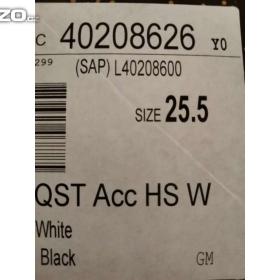 C 40208626 Y0
299
(SAP) L40208600
SIZE 25.5
QST Acc HS W
White
Black GM